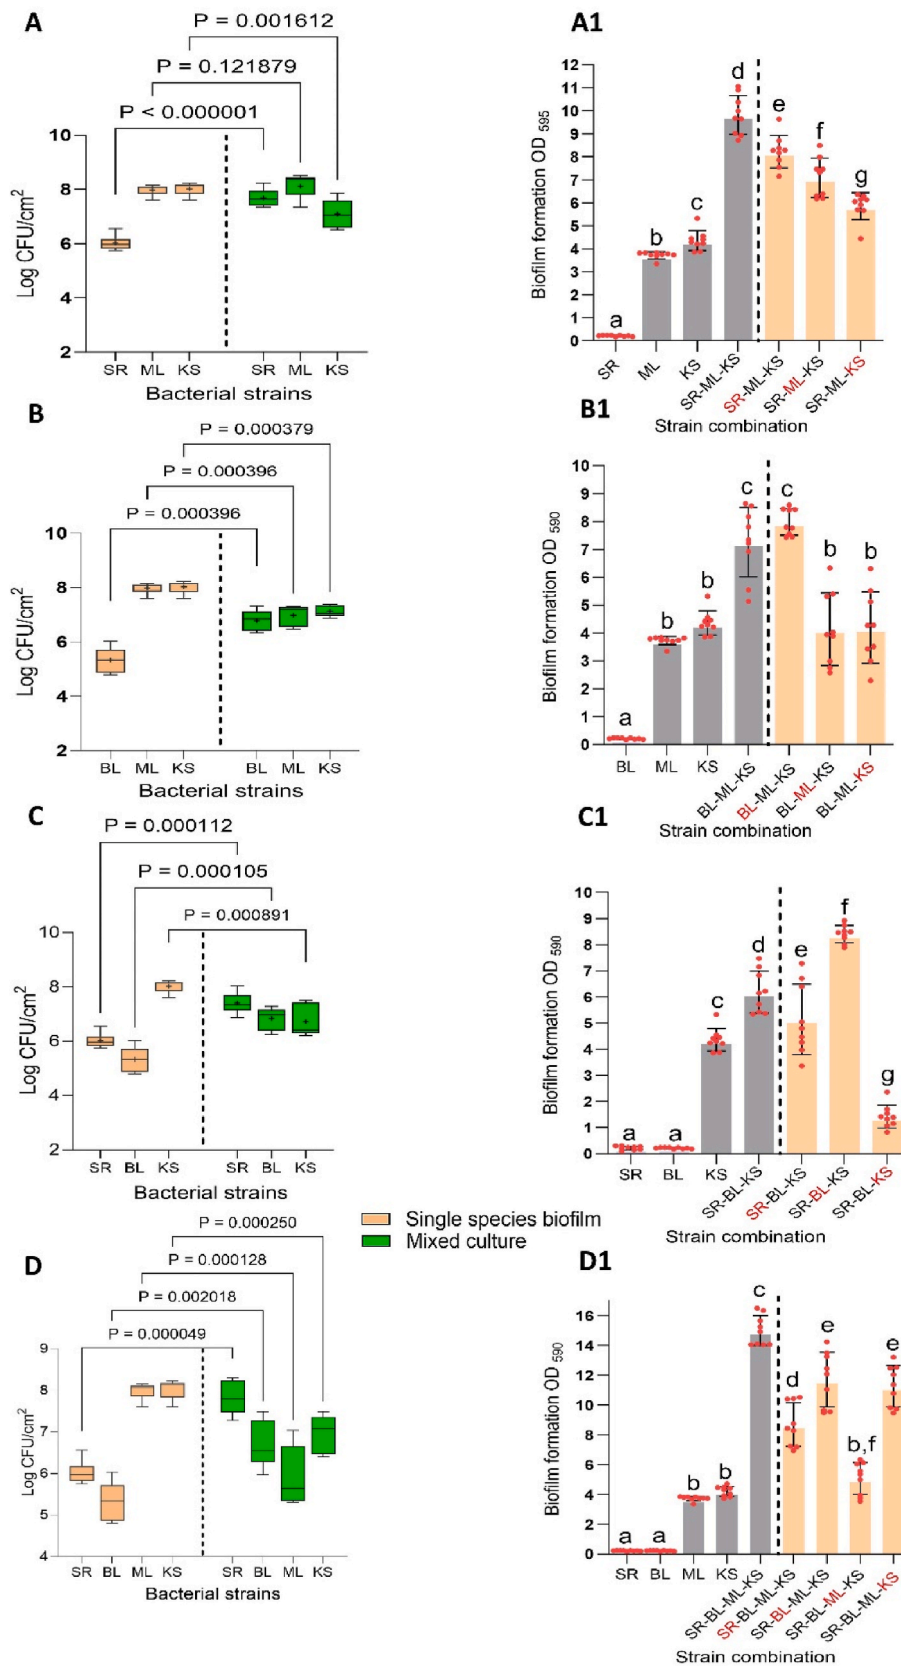 A
P = 0.001612
P = 0.121879
P < 0.000001
10
8
6
4
2
Log CFU/cm2
SR ML KS SR ML KS
Bacterial strains
A1
12
11
10
9
8
7
6
5
4
3
2
1
0
Biofilm formation OD 595
a b c d e f g
SR ML KS SR-ML-KS SR-ML-KS SR-ML-KS SR-ML-KS
Strain combination
B
P = 0.000379
P = 0.000396
P = 0.000396
10
8
6
4
2
Log CFU/cm2
BL ML KS BL ML KS
Bacterial strains
B1
10
9
8
7
6
5
4
3
2
1
0
Biofilm formation OD 590
a b b c c b b
BL ML KS BL-ML-KS BL-ML-KS BL-ML-KS BL-ML-KS
Strain combination
C
P = 0.000112
P = 0.000105
P = 0.000891
10
8
6
4
2
Log CFU/cm2
SR BL KS SR BL KS
Bacterial strains
C1
10
9
8
7
6
5
4
3
2
1
0
Biofilm formation OD 590
a a c d e f g
SR BL KS SR-BL-KS SR-BL-KS SR-BL-KS SR-BL-KS
Strain combination
Single species biofilm
Mixed culture
D
P = 0.000250
P = 0.000128
P = 0.002018
P = 0.000049
9
8
7
6
5
4
Log CFU/cm2
SR BL ML KS SR BL ML KS
Bacterial strains
D1
16
14
12
10
8
6
4
2
0
Biofilm formation OD 590
a a b b c d e b,f e
SR BL ML KS SR-BL-ML-KS SR-BL-ML-KS SR-BL-ML-KS SR-BL-ML-KS SR-BL-ML-KS
Strain combination